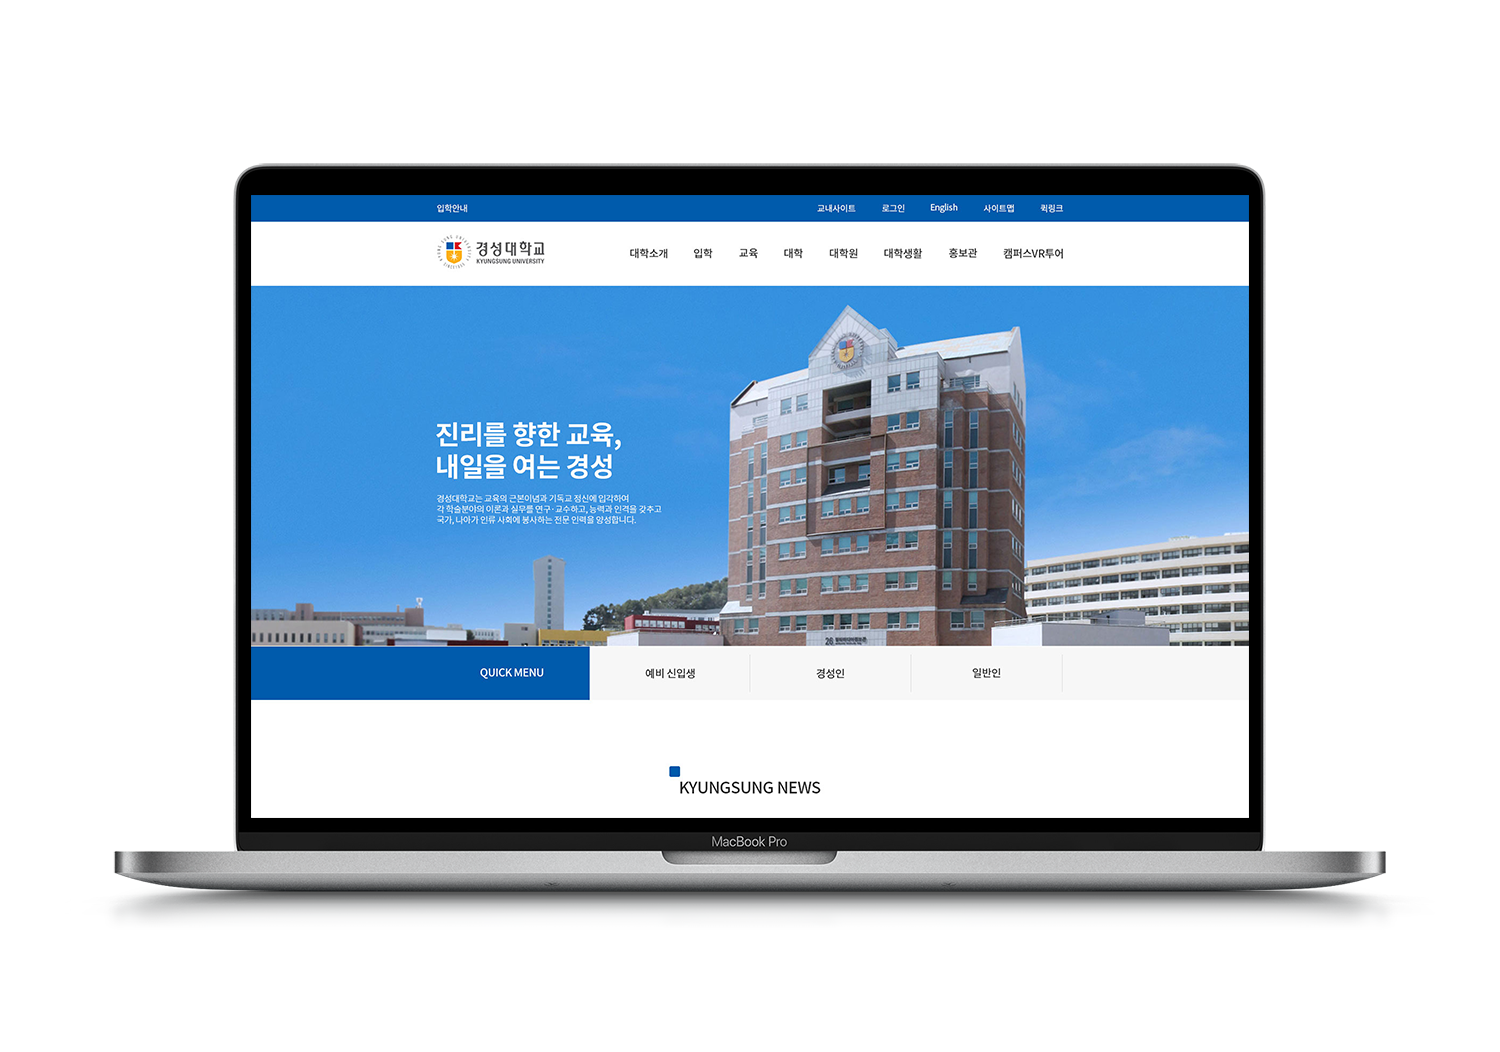 입학안내
교내사이트 로그인 English 사이트맵 퀵링크
경성대학교
KYUNGSUNG UNIVERSITY
대학소개 입학 교육 대학 대학원 대학생활 홍보관 캠퍼스VR투어
진리를 향한 교육,
내일을 여는 경성
경성대학교는 교육의 근본이념과 기독교 정신에 입각하여
각 학술분야의 이론과 실무를 연구·교수하고, 능력과 인격을 갖추고
국가, 나아가 인류 사회에 봉사하는 전문 인력을 양성합니다.
26
QUICK MENU 예비 신입생 경성인 일반인
KYUNGSUNG NEWS
MacBook Pro